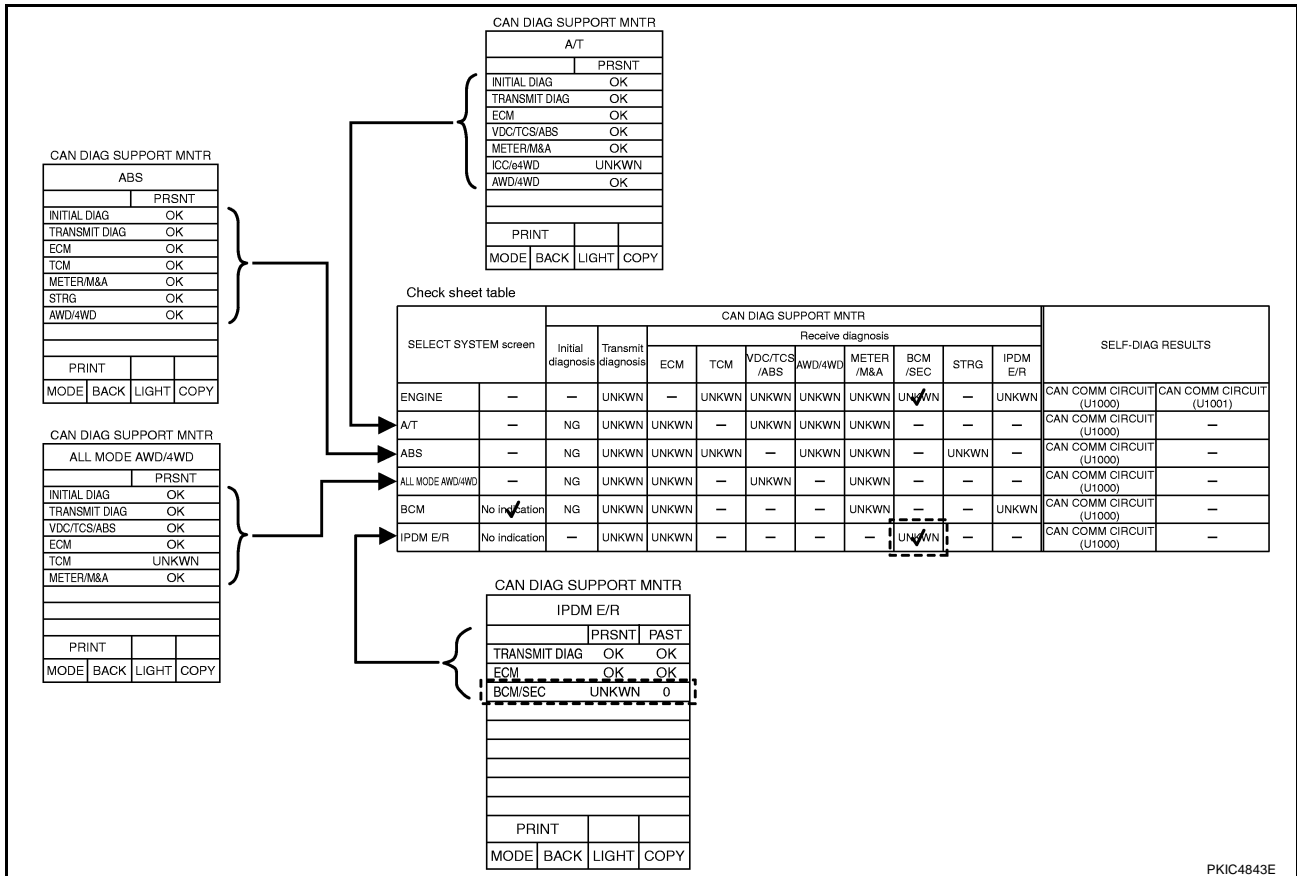 CAN DIAG SUPPORT MNTR
A/T
PRSNT
INITIAL DIAG OK
TRANSMIT DIAG OK
ECM OK
VDC/TCS/ABS OK
METER/M&A OK
ICC/e4WD UNKWN
AWD/4WD OK
PRINT
MODE BACK LIGHT COPY
CAN DIAG SUPPORT MNTR
ABS
PRSNT
INITIAL DIAG OK
TRANSMIT DIAG OK
ECM OK
TCM OK
METER/M&A OK
STRG OK
AWD/4WD OK
PRINT
MODE BACK LIGHT COPY
CAN DIAG SUPPORT MNTR
ALL MODE AWD/4WD
PRSNT
INITIAL DIAG OK
TRANSMIT DIAG OK
VDC/TCS/ABS OK
ECM OK
TCM UNKWN
METER/M&A OK
PRINT
MODE BACK LIGHT COPY
Check sheet table
SELECT SYSTEM screen
CAN DIAG SUPPORT MNTR
SELF-DIAG RESULTS
Initial diagnosis
Transmit diagnosis
Receive diagnosis
ECM TCM VDC/TCS /ABS AWD/4WD METER /M&A BCM /SEC STRG IPDM E/R
ENGINE — — UNKWN — UNKWN UNKWN UNKWN UNKWN UNKWN — UNKWN CAN COMM CIRCUIT (U1000) CAN COMM CIRCUIT (U1001)
A/T — NG UNKWN UNKWN — UNKWN UNKWN UNKWN — — — CAN COMM CIRCUIT (U1000) —
ABS — NG UNKWN UNKWN UNKWN — UNKWN UNKWN — UNKWN — CAN COMM CIRCUIT (U1000) —
ALL MODE AWD/4WD — NG UNKWN UNKWN — UNKWN — UNKWN — — — CAN COMM CIRCUIT (U1000) —
BCM No indication NG UNKWN UNKWN — — — UNKWN — — UNKWN CAN COMM CIRCUIT (U1000) —
IPDM E/R No indication — UNKWN UNKWN — — — — UNKWN — — CAN COMM CIRCUIT (U1000) —
CAN DIAG SUPPORT MNTR
IPDM E/R
PRSNT PAST
TRANSMIT DIAG OK OK
ECM OK OK
BCM/SEC UNKWN 0
PRINT
MODE BACK LIGHT COPY
PKIC4843E